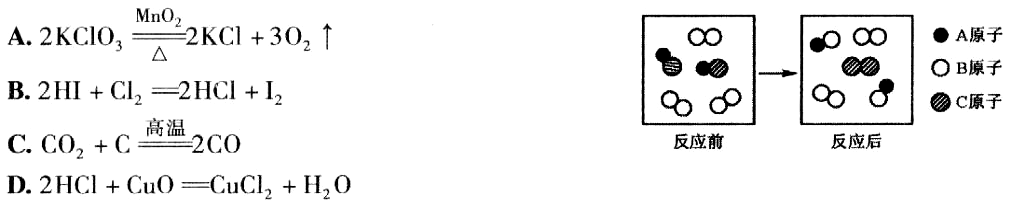 A. 2KClO₃ =MnO₂/△= 2KCl + 3O₂ ↑
B. 2HI + Cl₂ = 2HCl + I₂
C. CO₂ + C =高温= 2CO
D. 2HCl + CuO = CuCl₂ + H₂O
A原子
B原子
C原子
反应前
反应后